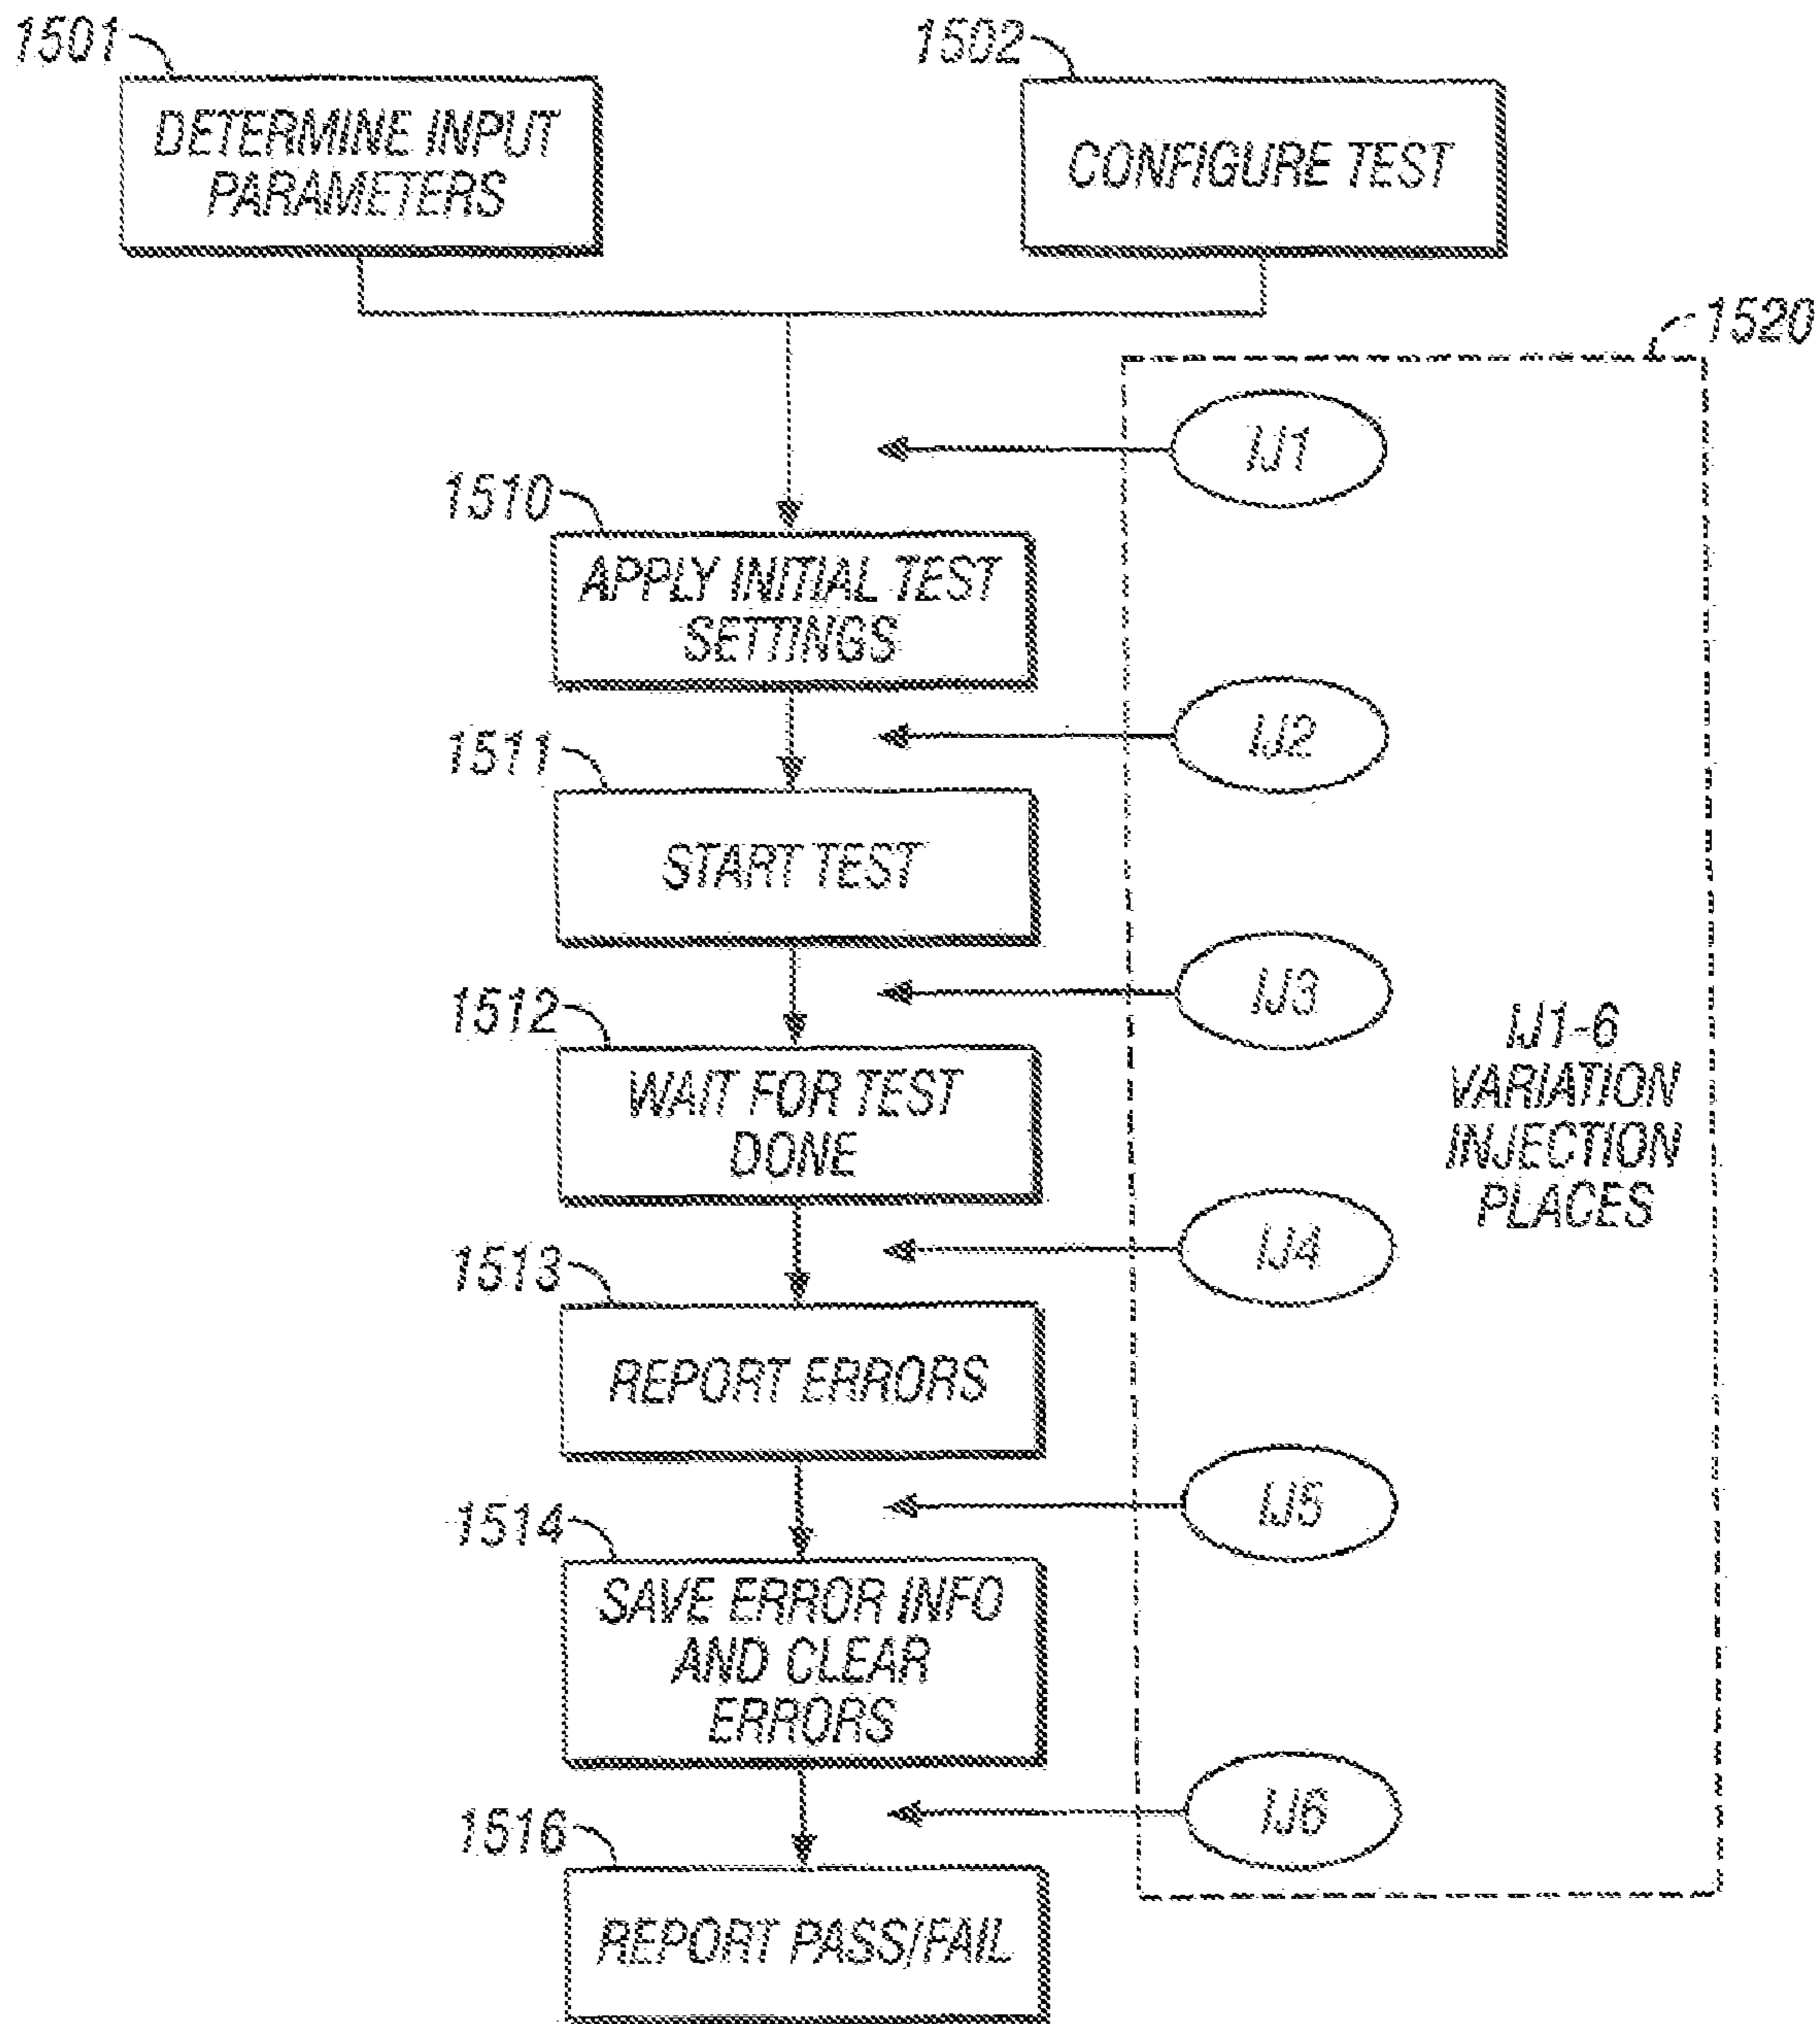 1501
DETERMINE INPUT
PARAMETERS
1502
CONFIGURE TEST
1520
IJ1
1510
APPLY INITIAL TEST
SETTINGS
IJ2
1511
START TEST
IJ3
1512
WAIT FOR TEST
DONE
IJ1-6
VARIATION
INJECTION
PLACES
IJ4
1513
REPORT ERRORS
IJ5
1514
SAVE ERROR INFO
AND CLEAR
ERRORS
IJ6
1516
REPORT PASS/FAIL